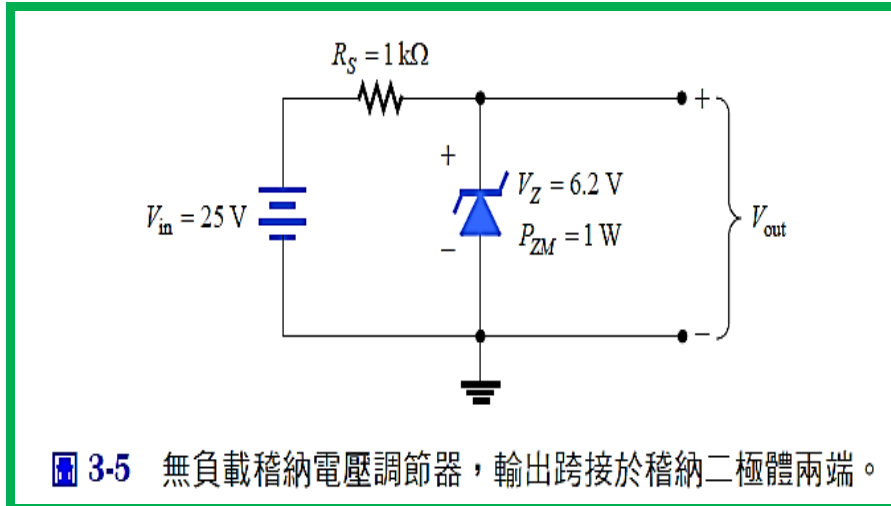 R_S = 1 kΩ
+
+
V_Z = 6.2 V
V_in = 25 V
V_out
P_ZM = 1 W
−
−
圖 3-5 無負載稽納電壓調節器，輸出跨接於稽納二極體兩端。